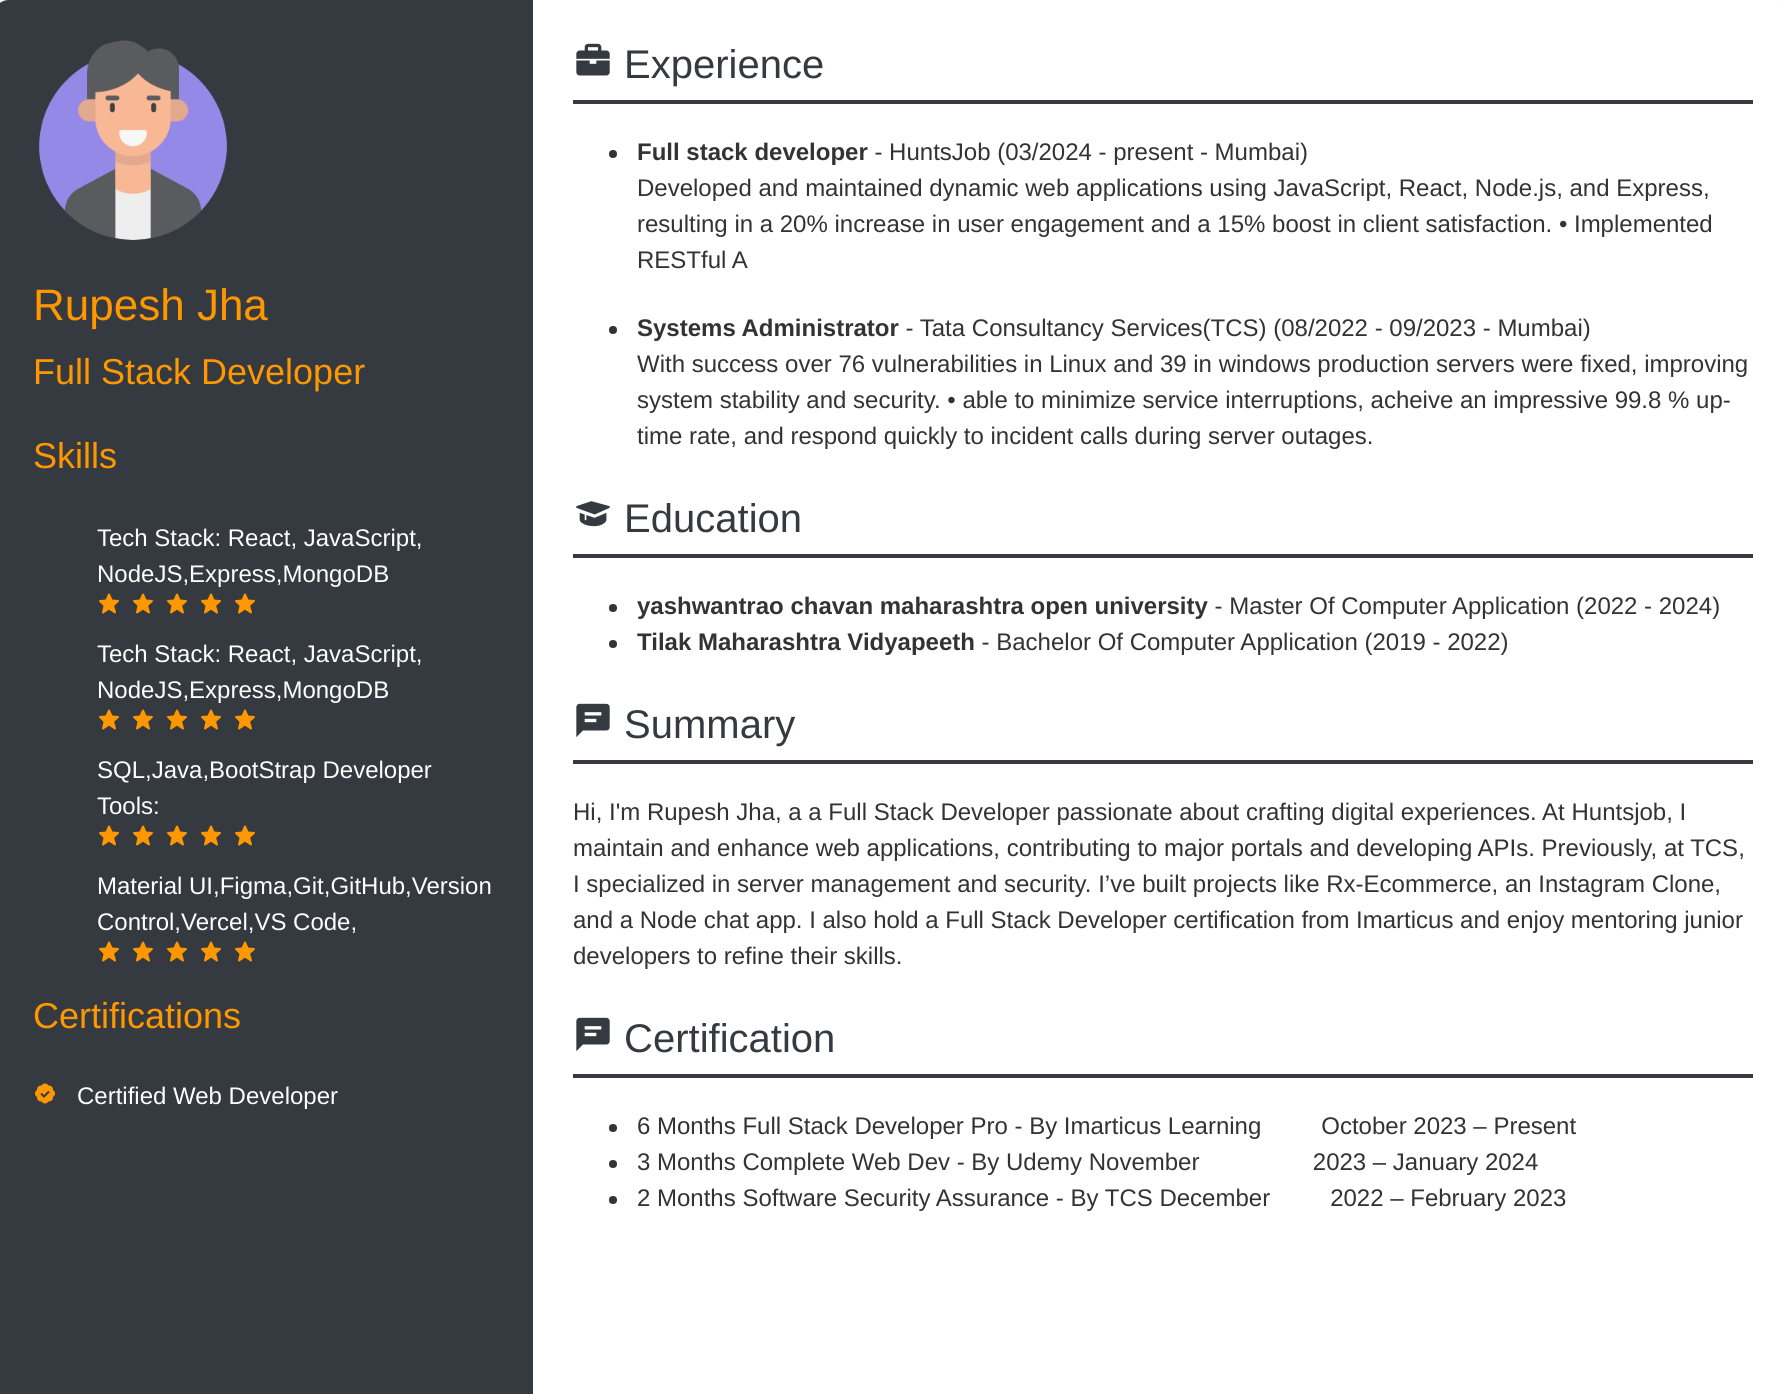 Rupesh Jha
Full Stack Developer
Skills
Tech Stack: React, JavaScript,
NodeJS,Express,MongoDB
Tech Stack: React, JavaScript,
NodeJS,Express,MongoDB
SQL,Java,BootStrap Developer
Tools:
Material UI,Figma,Git,GitHub,Version
Control,Vercel,VS Code,
Certifications
Certified Web Developer
Experience
• Full stack developer - HuntsJob (03/2024 - present - Mumbai)
Developed and maintained dynamic web applications using JavaScript, React, Node.js, and Express,
resulting in a 20% increase in user engagement and a 15% boost in client satisfaction. • Implemented
RESTful A
• Systems Administrator - Tata Consultancy Services(TCS) (08/2022 - 09/2023 - Mumbai)
With success over 76 vulnerabilities in Linux and 39 in windows production servers were fixed, improving
system stability and security. • able to minimize service interruptions, acheive an impressive 99.8 % up-
time rate, and respond quickly to incident calls during server outages.
Education
• yashwantrao chavan maharashtra open university - Master Of Computer Application (2022 - 2024)
• Tilak Maharashtra Vidyapeeth - Bachelor Of Computer Application (2019 - 2022)
Summary
Hi, I'm Rupesh Jha, a a Full Stack Developer passionate about crafting digital experiences. At Huntsjob, I
maintain and enhance web applications, contributing to major portals and developing APIs. Previously, at TCS,
I specialized in server management and security. I’ve built projects like Rx-Ecommerce, an Instagram Clone,
and a Node chat app. I also hold a Full Stack Developer certification from Imarticus and enjoy mentoring junior
developers to refine their skills.
Certification
• 6 Months Full Stack Developer Pro - By Imarticus Learning October 2023 – Present
• 3 Months Complete Web Dev - By Udemy November 2023 – January 2024
• 2 Months Software Security Assurance - By TCS December 2022 – February 2023